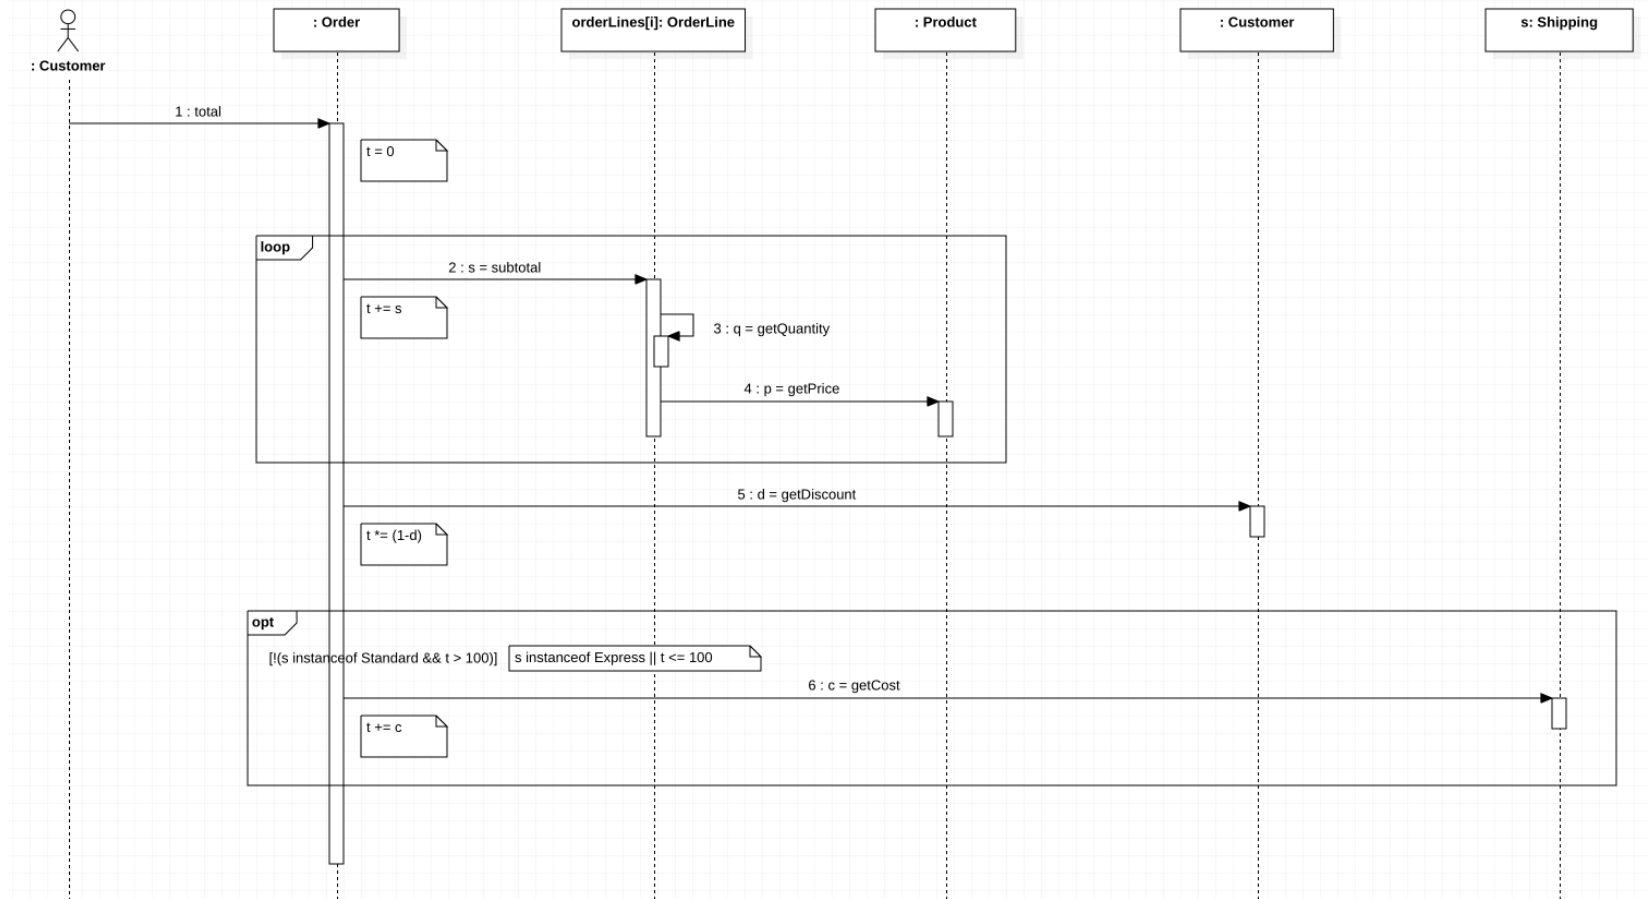 : Customer
: Order
orderLines[i]: OrderLine
: Product
: Customer
s: Shipping
1 : total
t = 0
loop
2 : s = subtotal
t += s
3 : q = getQuantity
4 : p = getPrice
5 : d = getDiscount
t *= (1-d)
opt
[!(s instanceof Standard && t > 100)]
s instanceof Express || t <= 100
6 : c = getCost
t += c